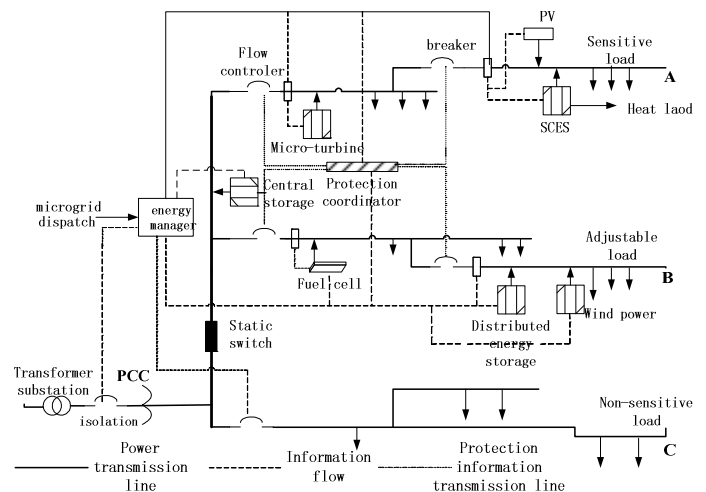 PV
breaker
Sensitive
load
A
Flow
controler
Heat laod
SCES
Micro-turbine
Central
storage
Protection
coordinator
microgrid
dispatch
energy
manager
Adjustable
load
B
Fuel cell
Distributed
energy
storage
Wind power
Static
switch
Transformer
substation
PCC
isolation
Non-sensitive
load
C
Power
transmission
line
Information
flow
Protection
information
transmission line